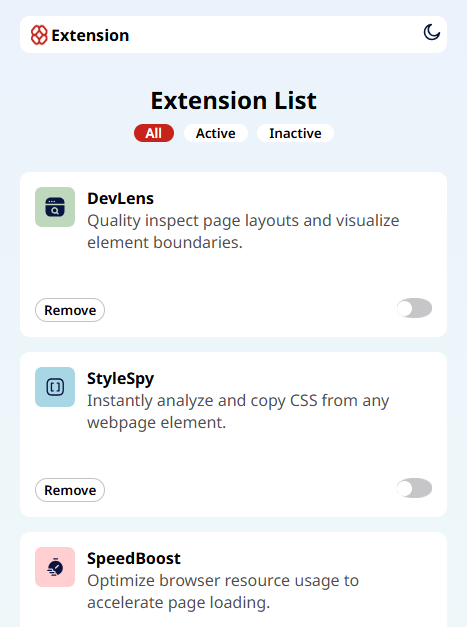 Extension
Extension List
All
Active
Inactive
DevLens
Quality inspect page layouts and visualize
element boundaries.
Remove
StyleSpy
Instantly analyze and copy CSS from any
webpage element.
Remove
SpeedBoost
Optimize browser resource usage to
accelerate page loading.